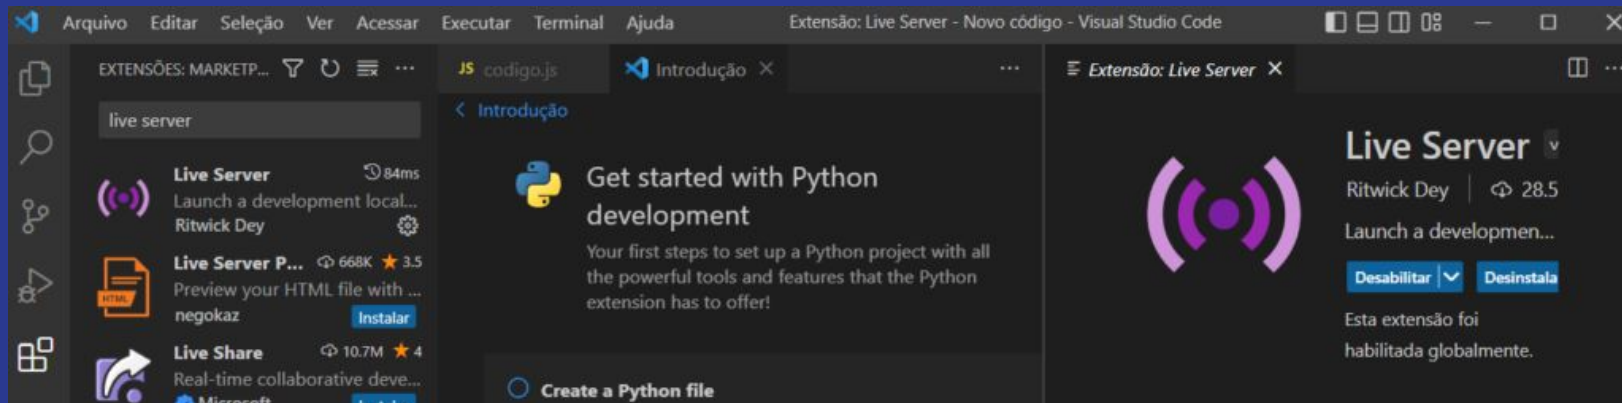 Arquivo Editar Seleção Ver Acessar Executar Terminal Ajuda Extensão: Live Server - Novo código - Visual Studio Code
EXTENSÕES: MARKETP... ···
live server
Live Server 84ms
Launch a development local...
Ritwick Dey
Live Server P... 668K ★ 3.5
Preview your HTML file with ...
negokaz Instalar
Live Share 10.7M ★ 4
Real-time collaborative deve...
Microsoft Instalar
JS codigo.js Introdução ×
< Introdução
Get started with Python
development
Your first steps to set up a Python project with all
the powerful tools and features that the Python
extension has to offer!
Create a Python file
Extensão: Live Server ×
HTML
Live Server v
Ritwick Dey 28.5
Launch a developmen...
Desabilitar Desinstala
Esta extensão foi
habilitada globalmente.